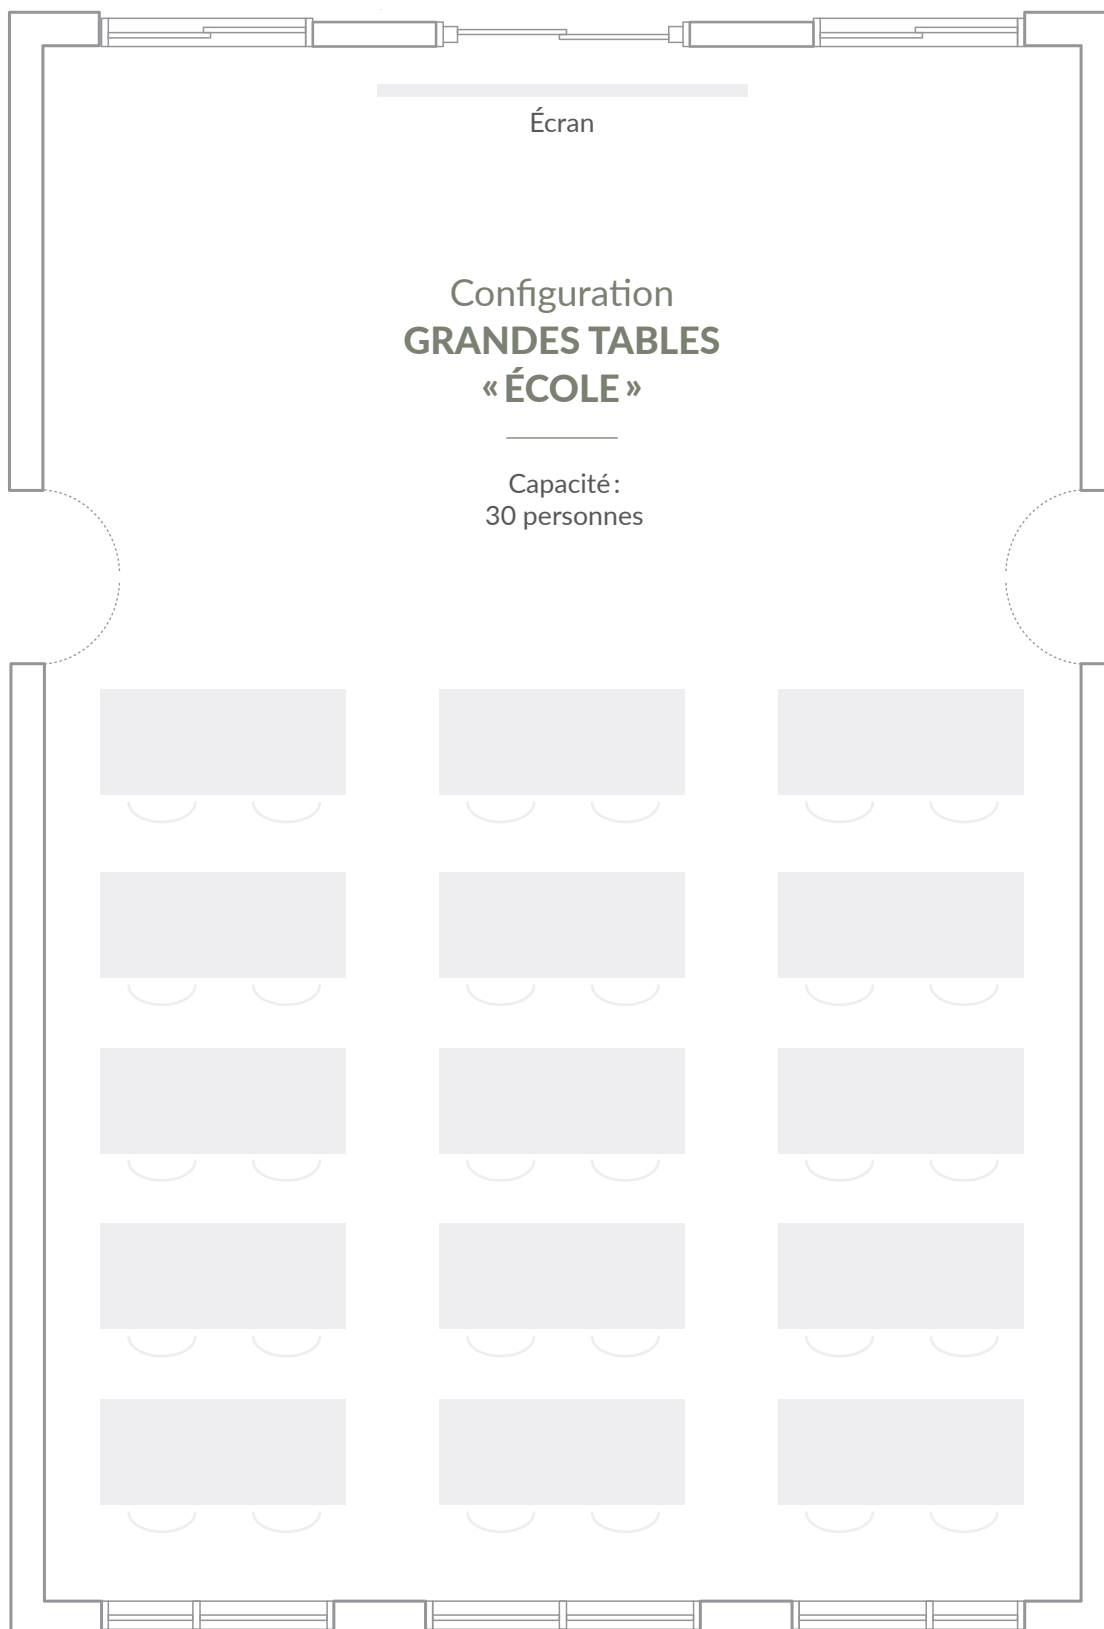 Écran
Configuration
GRANDES TABLES
« ÉCOLE »
Capacité :
30 personnes